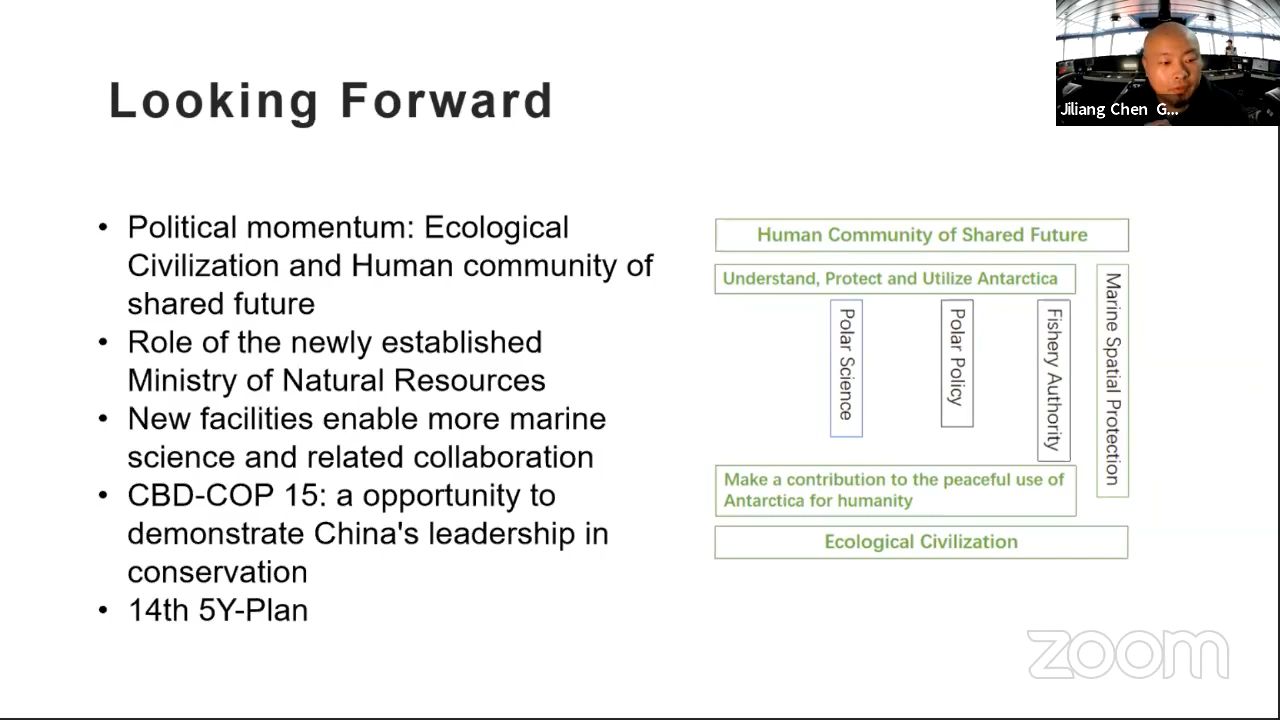 Looking Forward
Jiliang Chen G...
• Political momentum: Ecological
Civilization and Human community of
shared future
• Role of the newly established
Ministry of Natural Resources
• New facilities enable more marine
science and related collaboration
• CBD-COP 15: a opportunity to
demonstrate China's leadership in
conservation
• 14th 5Y-Plan
Human Community of Shared Future
Understand, Protect and Utilize Antarctica
Polar Science
Polar Policy
Fishery Authority
Marine Spatial Protection
Make a contribution to the peaceful use of
Antarctica for humanity
Ecological Civilization
zoom